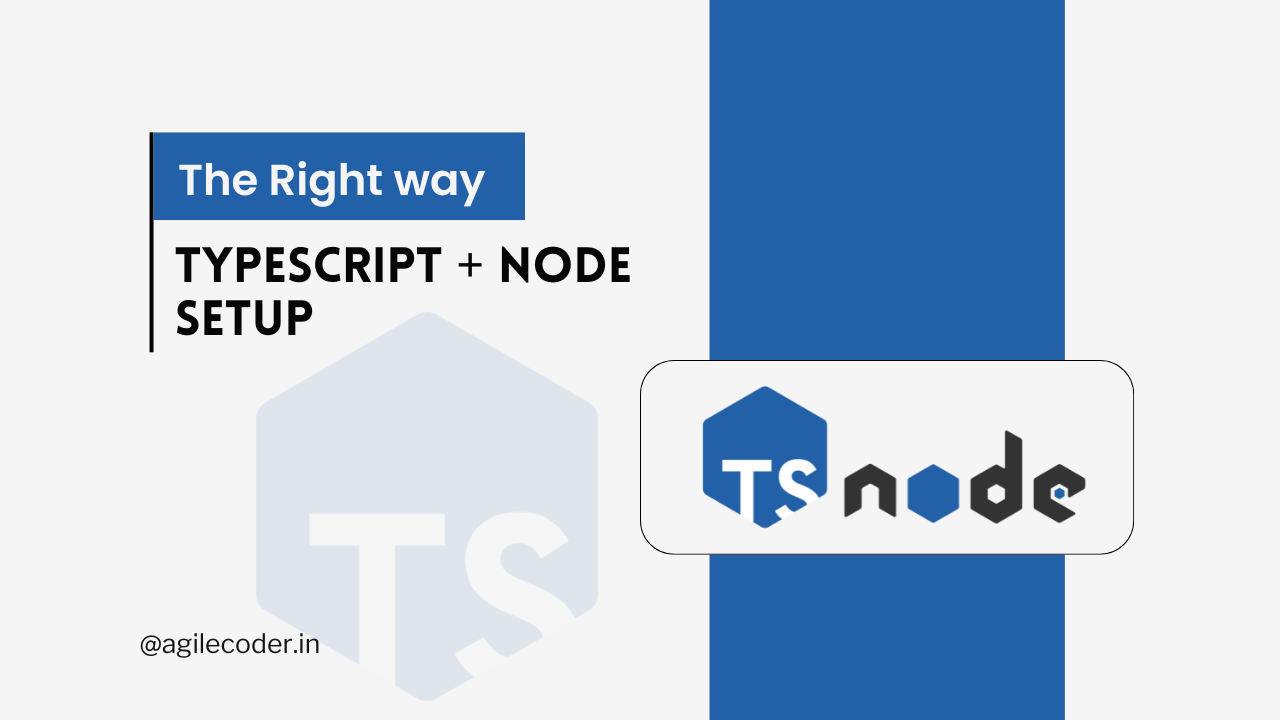 The Right way
TYPESCRIPT + NODE
SETUP
TS node
TS
@agilecoder.in